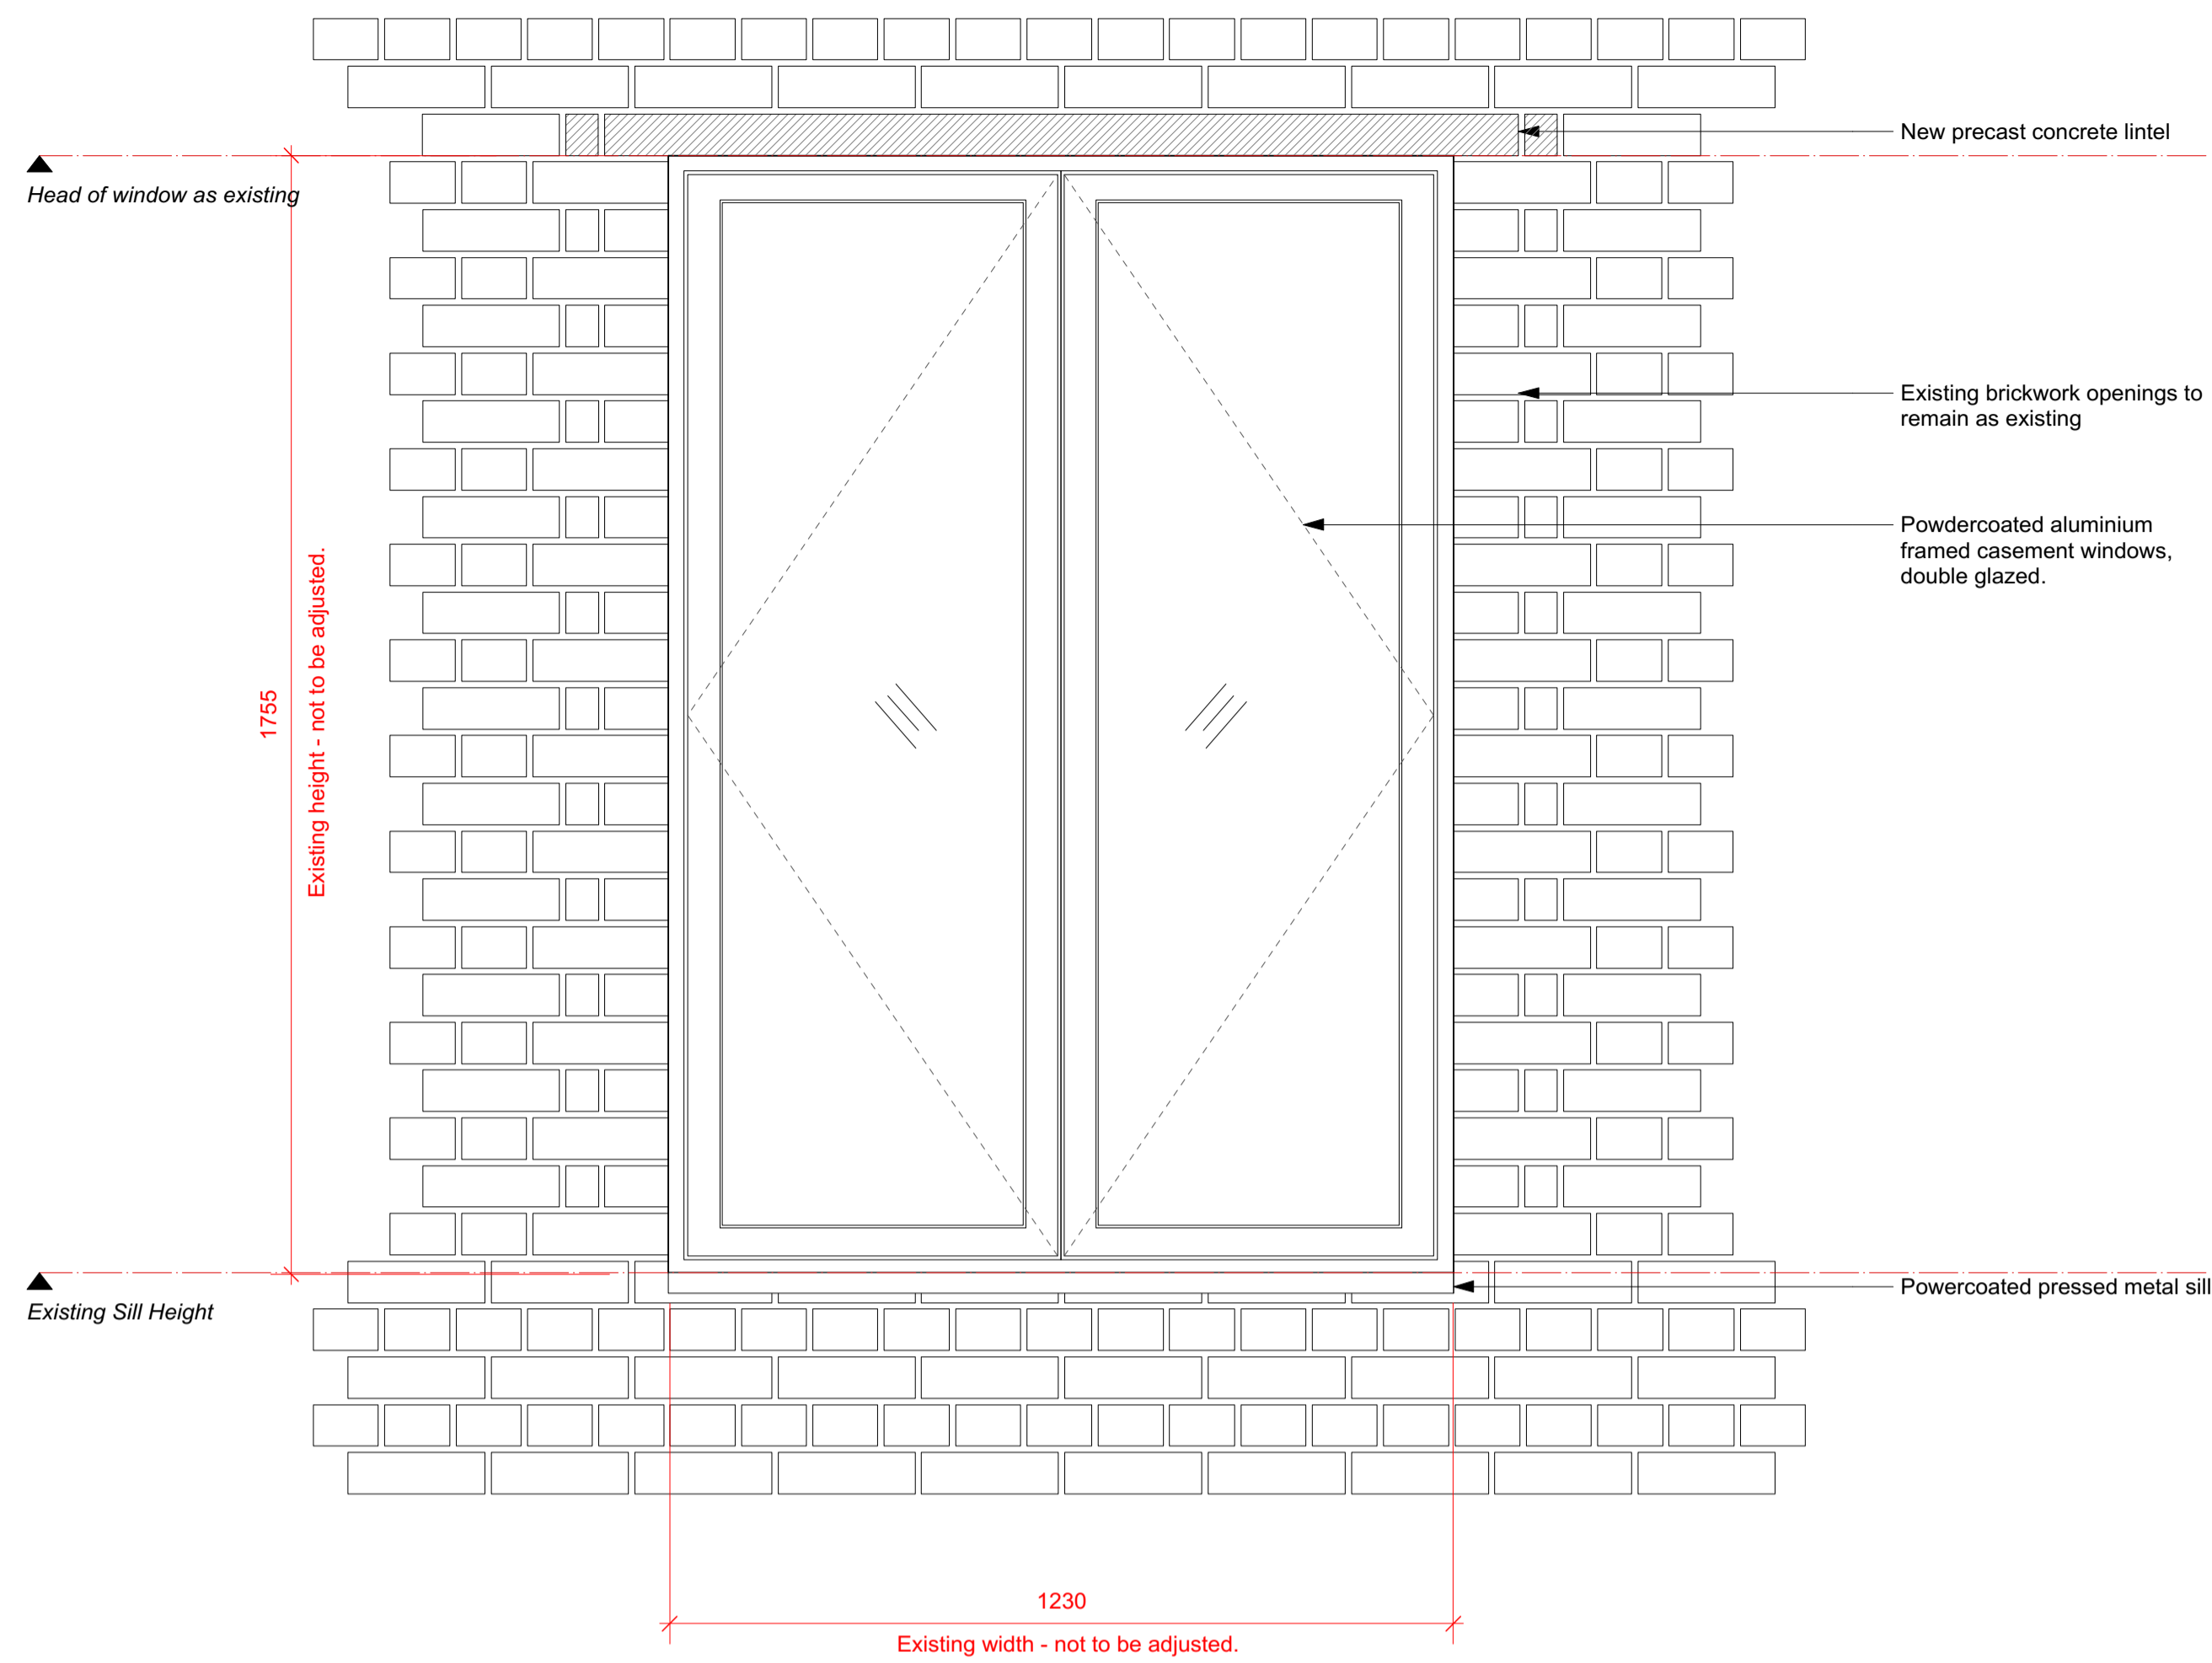 New precast concrete lintel
Head of window as existing
Existing brickwork openings to
remain as existing
Powdercoated aluminium
framed casement windows,
double glazed.
1755
Existing height - not to be adjusted.
Existing Sill Height
Powercoated pressed metal sill
1230
Existing width - not to be adjusted.